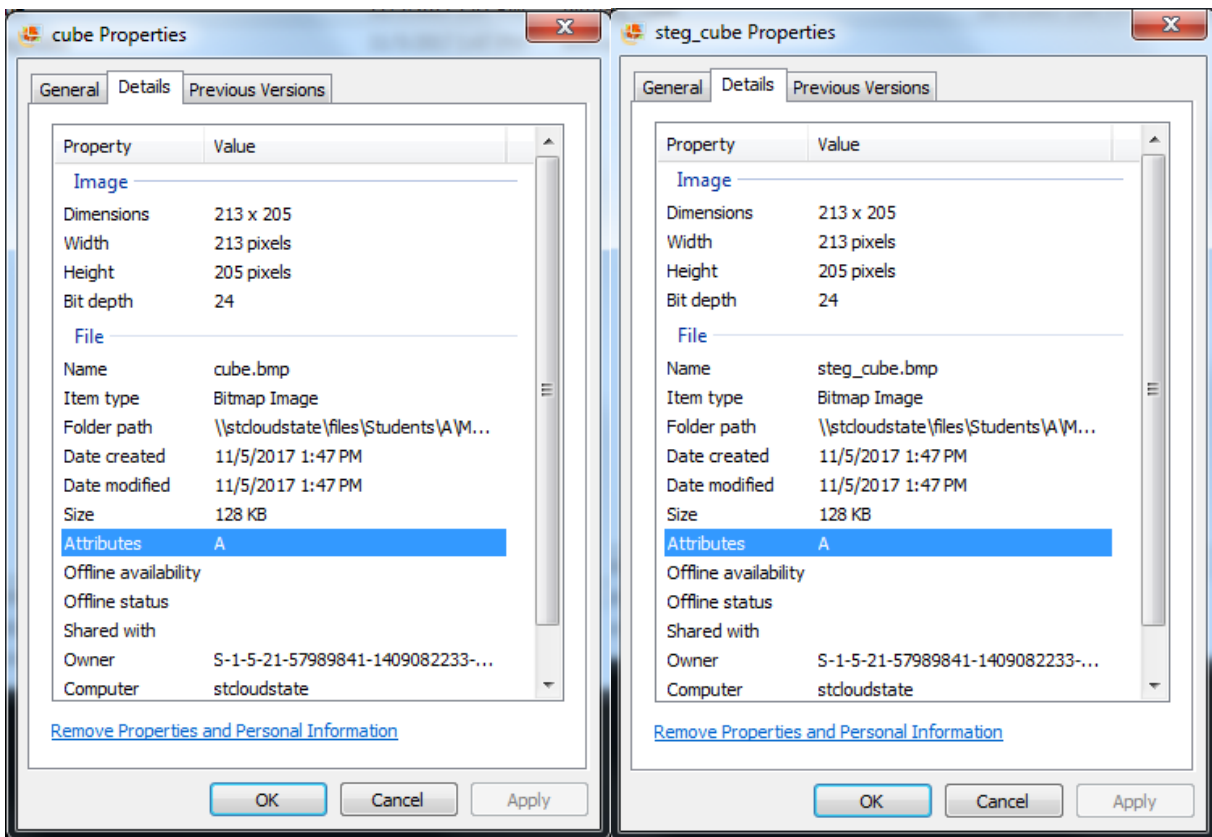 cube Properties
General Details Previous Versions
Property Value
Image
Dimensions 213 x 205
Width 213 pixels
Height 205 pixels
Bit depth 24
File
Name cube.bmp
Item type Bitmap Image
Folder path \\stcloudstate\files\Students\A\M...
Date created 11/5/2017 1:47 PM
Date modified 11/5/2017 1:47 PM
Size 128 KB
Attributes A
Offline availability
Offline status
Shared with
Owner S-1-5-21-57989841-1409082233-...
Computer stcloudstate
Remove Properties and Personal Information
OK Cancel Apply
steg_cube Properties
General Details Previous Versions
Property Value
Image
Dimensions 213 x 205
Width 213 pixels
Height 205 pixels
Bit depth 24
File
Name steg_cube.bmp
Item type Bitmap Image
Folder path \\stcloudstate\files\Students\A\M...
Date created 11/5/2017 1:47 PM
Date modified 11/5/2017 1:47 PM
Size 128 KB
Attributes A
Offline availability
Offline status
Shared with
Owner S-1-5-21-57989841-1409082233-...
Computer stcloudstate
Remove Properties and Personal Information
OK Cancel Apply